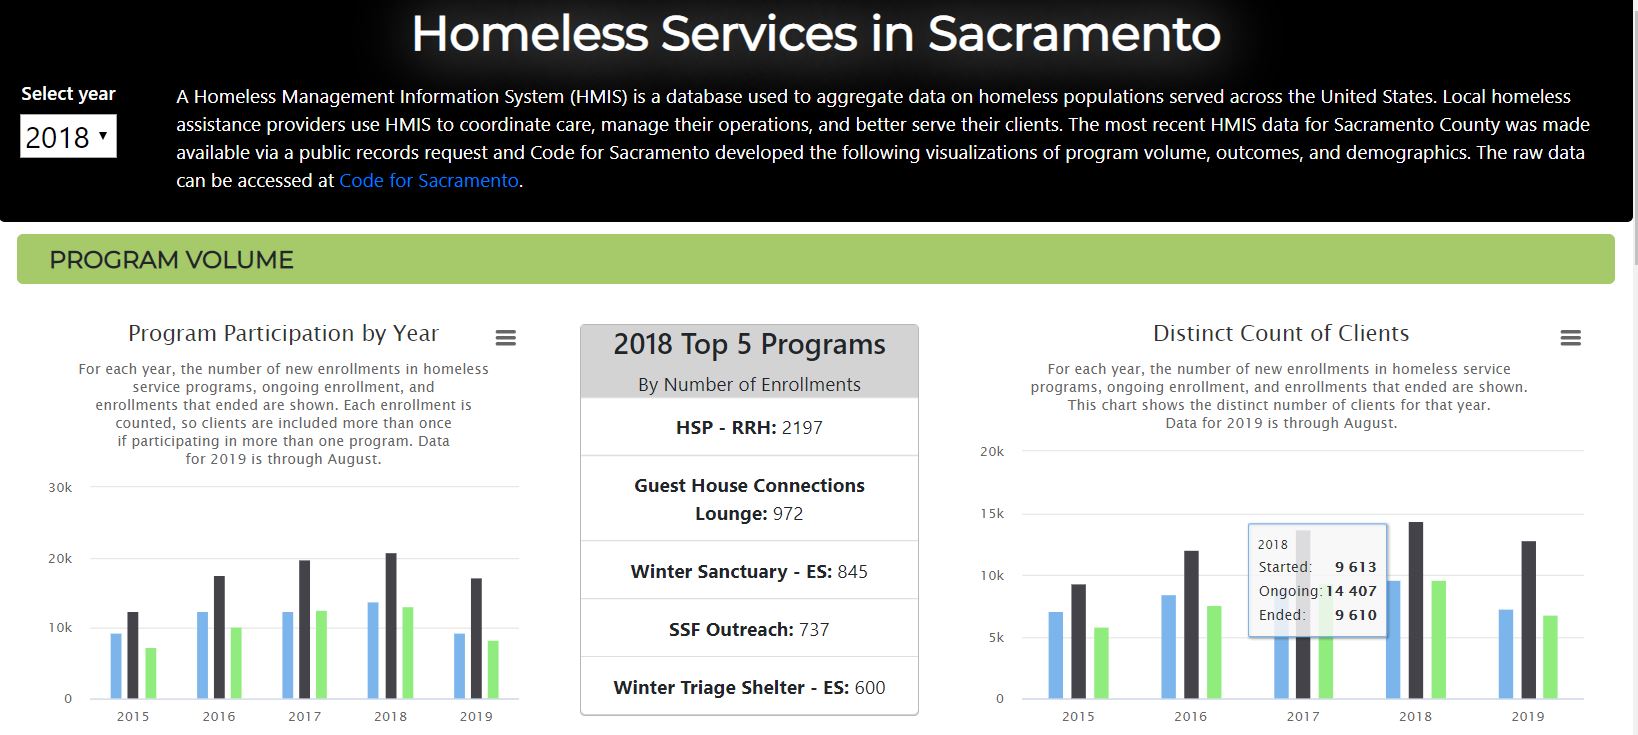 Homeless Services in Sacramento
Select year
2018
A Homeless Management Information System (HMIS) is a database used to aggregate data on homeless populations served across the United States. Local homeless
assistance providers use HMIS to coordinate care, manage their operations, and better serve their clients. The most recent HMIS data for Sacramento County was made
available via a public records request and Code for Sacramento developed the following visualizations of program volume, outcomes, and demographics. The raw data
can be accessed at Code for Sacramento.
PROGRAM VOLUME
Program Participation by Year
For each year, the number of new enrollments in homeless
service programs, ongoing enrollment, and
enrollments that ended are shown. Each enrollment is
counted, so clients are included more than once
if participating in more than one program. Data
for 2019 is through August.
30k
20k
10k
0
2015 2016 2017 2018 2019
2018 Top 5 Programs
By Number of Enrollments
HSP - RRH: 2197
Guest House Connections
Lounge: 972
Winter Sanctuary - ES: 845
SSF Outreach: 737
Winter Triage Shelter - ES: 600
Distinct Count of Clients
For each year, the number of new enrollments in homeless service
programs, ongoing enrollment, and enrollments that ended are shown.
This chart shows the distinct number of clients for that year.
Data for 2019 is through August.
20k
15k
10k
5k
0
2018
Started: 9 613
Ongoing: 14 407
Ended: 9 610
2015 2016 2017 2018 2019